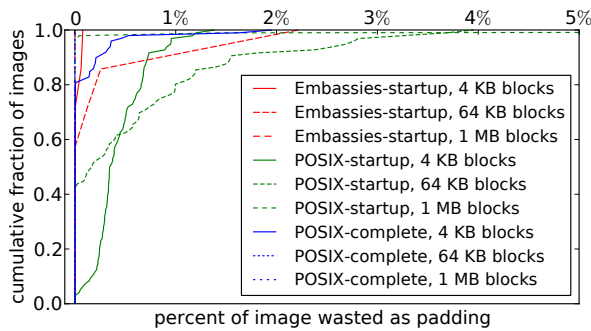 0 1% 2% 3% 4% 5%
1.0
0.8
0.6
0.4
0.2
0.0
cumulative fraction of images
Embassies-startup, 4 KB blocks
Embassies-startup, 64 KB blocks
Embassies-startup, 1 MB blocks
POSIX-startup, 4 KB blocks
POSIX-startup, 64 KB blocks
POSIX-startup, 1 MB blocks
POSIX-complete, 4 KB blocks
POSIX-complete, 64 KB blocks
POSIX-complete, 1 MB blocks
percent of image wasted as padding